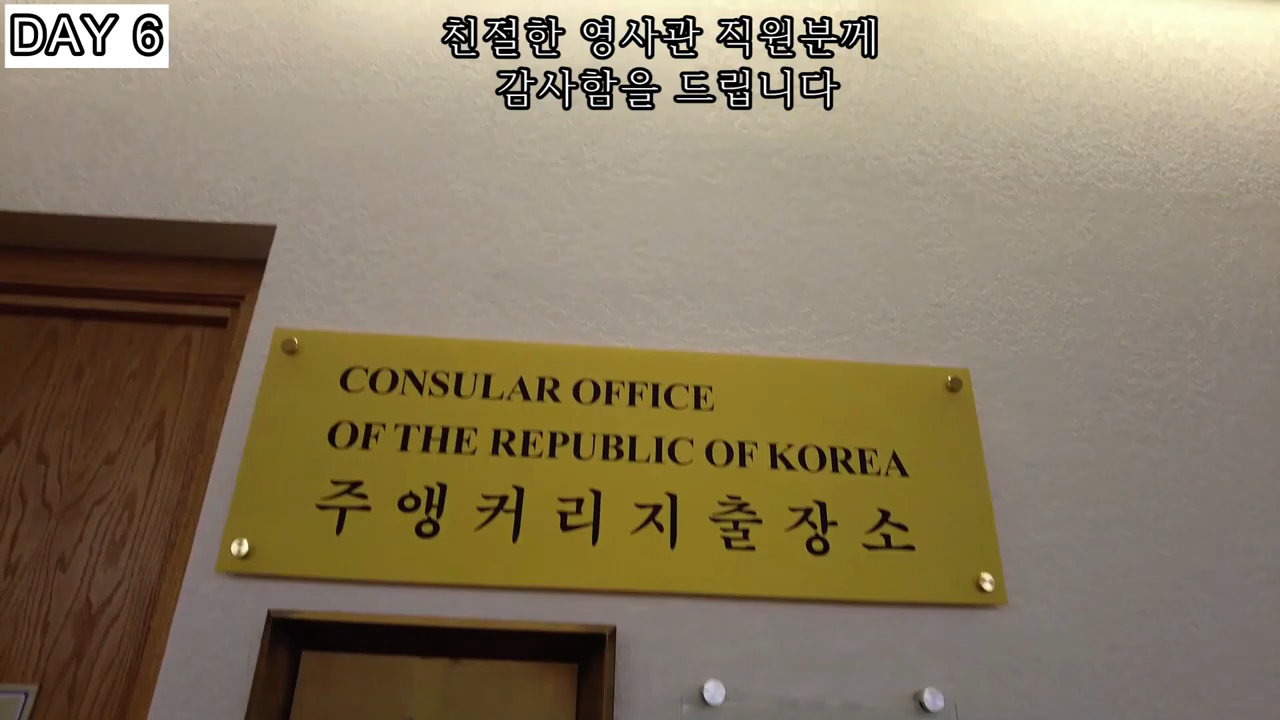 DAY 6
친절한 영사관 직원분께
감사함을 드립니다
CONSULAR OFFICE
OF THE REPUBLIC OF KOREA
주앵커리지출장소